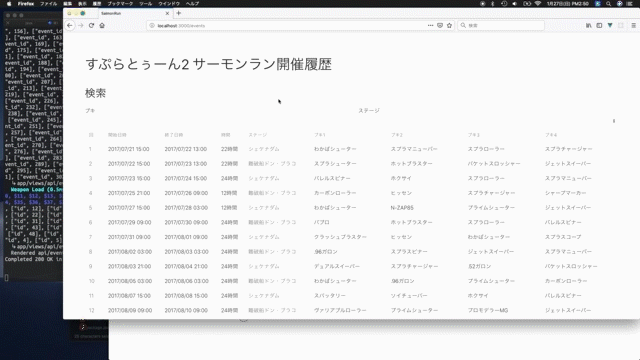 Firefox ファイル 編集 表示 履歴 ブックマーク ツール ウインドウ ヘルプ
1月27日(日) PM2:50
SalmonRun
localhost:3000/events
検索
すぷらとぅーん2 サーモンラン開催履歴
検索
ブキ ステージ
回 開始日時 終了日時 時間 ステージ ブキ1 ブキ2 ブキ3 ブキ4
1 2017/07/21 15:00 2017/07/22 13:00 22時間 シェケナダム わかばシューター スプラマニューバー スプラローラー スプラチャージャー
2 2017/07/22 15:00 2017/07/23 13:00 22時間 難破船ドン・ブラコ スプラシューター ホットブラスター バケットスロッシャー ジェットスイーパー
3 2017/07/23 15:00 2017/07/24 15:00 24時間 シェケナダム バレルスピナー ホクサイ スプラローラー わかばシューター
4 2017/07/25 21:00 2017/07/26 09:00 12時間 難破船ドン・ブラコ カーボンローラー ヒッセン スプラチャージャー シャープマーカー
5 2017/07/27 15:00 2017/07/28 03:00 12時間 難破船ドン・ブラコ わかばシューター N-ZAP85 プライムシューター ジェットスイーパー
6 2017/07/29 09:00 2017/07/30 09:00 24時間 難破船ドン・ブラコ パブロ ホットブラスター スプラローラー バレルスピナー
7 2017/07/31 09:00 2017/08/01 09:00 24時間 シェケナダム クラッシュブラスター ヒッセン わかばシューター スプラスコープ
8 2017/08/02 03:00 2017/08/03 03:00 24時間 難破船ドン・ブラコ .96ガロン スプラスピナー ジェットスイーパー スプラマニューバー
9 2017/08/03 21:00 2017/08/04 21:00 24時間 シェケナダム デュアルスイーパー スプラチャージャー .52ガロン バケットスロッシャー
10 2017/08/05 03:00 2017/08/06 03:00 24時間 難破船ドン・ブラコ わかばシューター .96ガロン プライムシューター カーボンローラー
11 2017/08/07 15:00 2017/08/08 15:00 24時間 シェケナダム スパッタリー ソイチューバー ホクサイ バレルスピナー
12 2017/08/09 09:00 2017/08/10 09:00 24時間 難破船ドン・ブラコ ヴァリアブルローラー プライムシューター プロモデラーMG ジェットスイーパー